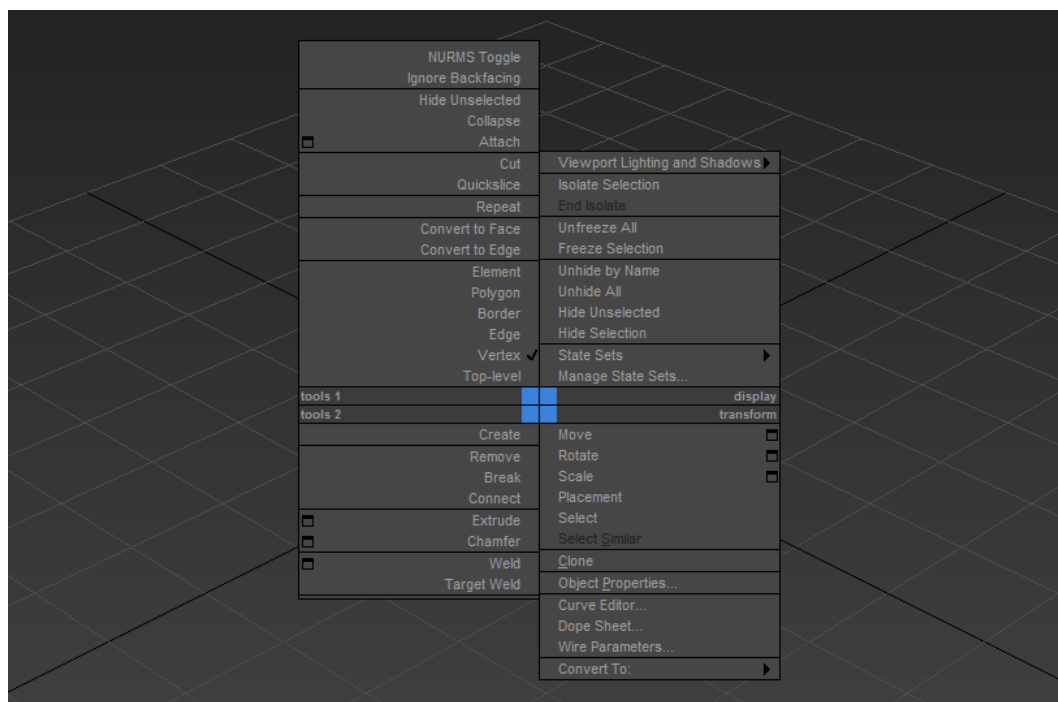 NURMS Toggle
Ignore Backfacing
Hide Unselected
Collapse
Attach
Cut
Quickslice
Repeat
Convert to Face
Convert to Edge
Element
Polygon
Border
Edge
Vertex
Top-level
tools 1
tools 2
Create
Remove
Break
Connect
Extrude
Chamfer
Weld
Target Weld
Viewport Lighting and Shadows
Isolate Selection
End Isolate
Unfreeze All
Freeze Selection
Unhide by Name
Unhide All
Hide Unselected
Hide Selection
State Sets
Manage State Sets...
display
transform
Move
Rotate
Scale
Placement
Select
Select Similar
Clone
Object Properties...
Curve Editor...
Dope Sheet...
Wire Parameters...
Convert To: